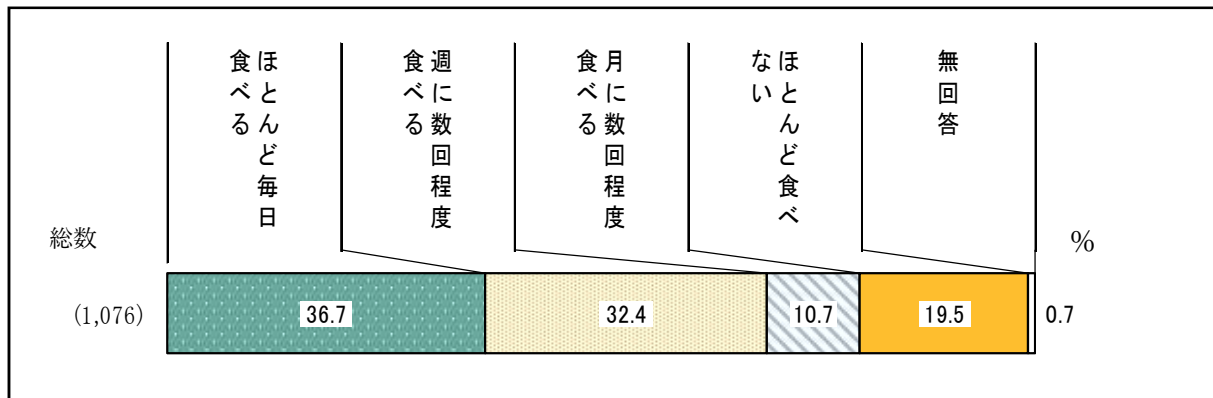 ほとんど毎日
食べる
週に数回程度
食べる
月に数回程度
食べる
ほとんど食べ
ない
無回答
総数
%
(1,076)
36.7
32.4
10.7
19.5
0.7